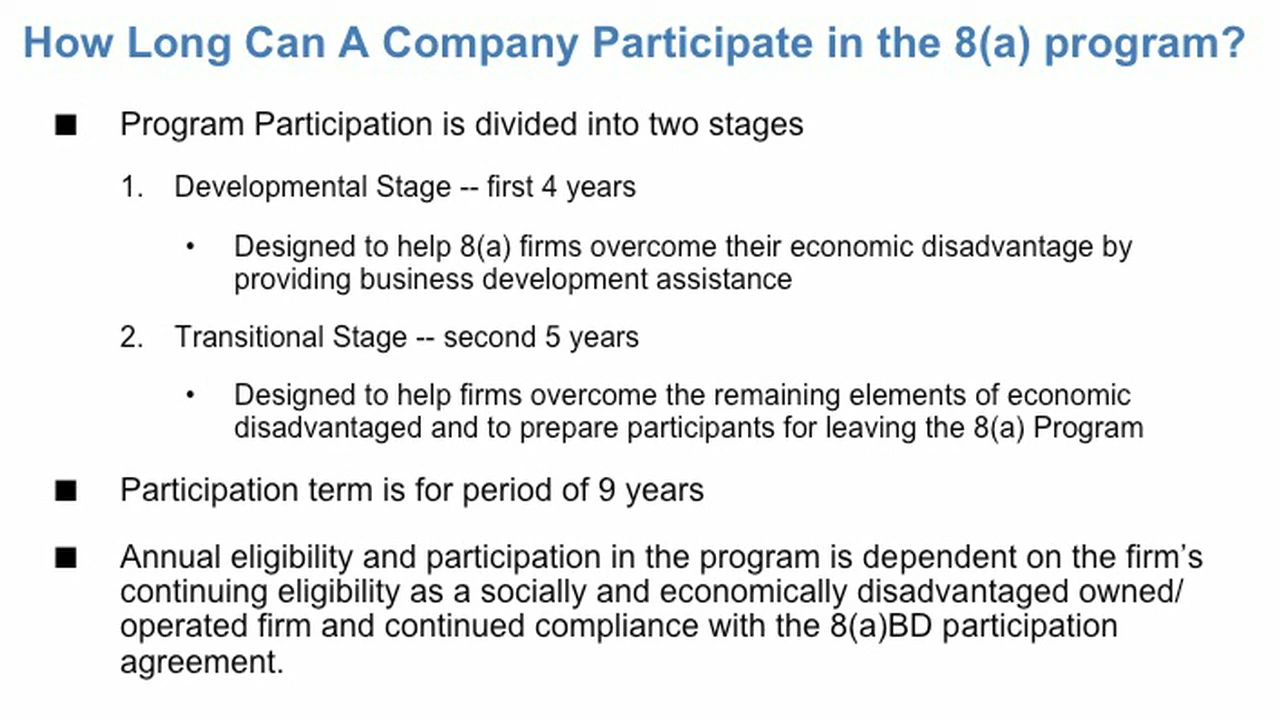 How Long Can A Company Participate in the 8(a) program?
■ Program Participation is divided into two stages
1. Developmental Stage -- first 4 years
• Designed to help 8(a) firms overcome their economic disadvantage by
providing business development assistance
2. Transitional Stage -- second 5 years
• Designed to help firms overcome the remaining elements of economic
disadvantaged and to prepare participants for leaving the 8(a) Program
■ Participation term is for period of 9 years
■ Annual eligibility and participation in the program is dependent on the firm’s
continuing eligibility as a socially and economically disadvantaged owned/
operated firm and continued compliance with the 8(a)BD participation
agreement.